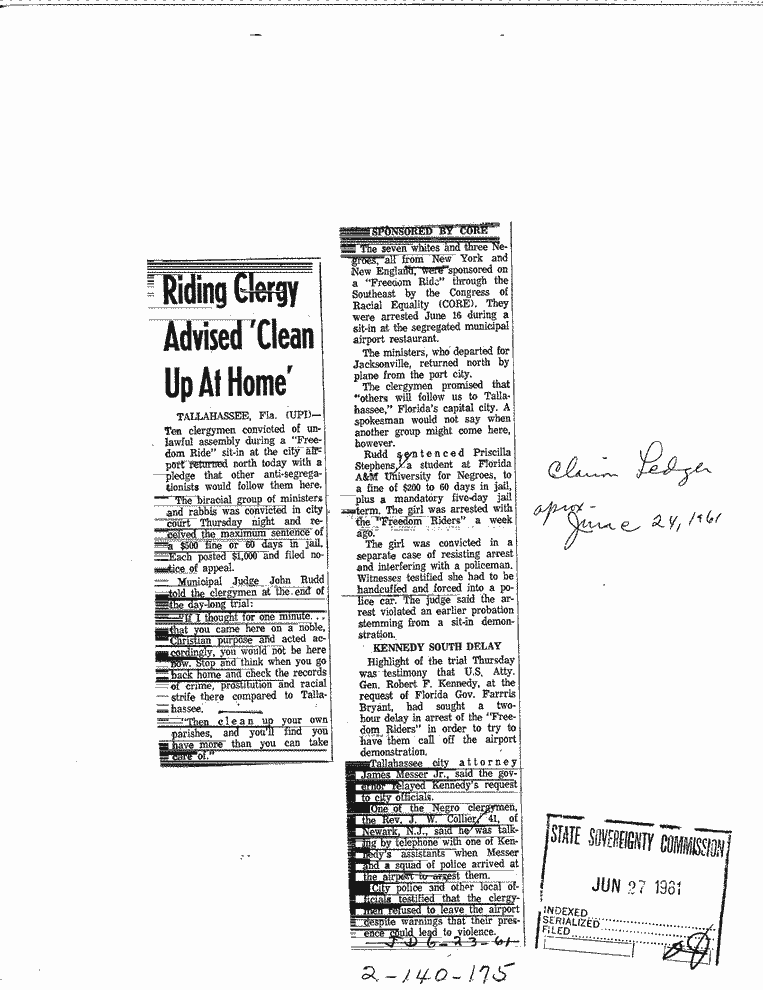 Riding Clergy
Advised 'Clean
Up At Home'
TALLAHASSEE, Fla. (UPI)—
Ten clergymen convicted of un-
lawful assembly during a "Free-
dom Ride" sit-in at the city air-
port returned north today with a
pledge that other anti-segrega-
tionists would follow them here.
The biracial group of ministers
and rabbis was convicted in city
court Thursday night and re-
ceived the maximum sentence of
a $500 fine or 60 days in jail.
Each posted $1,000 and filed no-
tice of appeal.
Municipal Judge John Rudd
told the clergymen at the end of
the day-long trial:
"If I thought for one minute. . .
that you came here on a noble,
Christian purpose and acted ac-
cordingly, you would not be here
now. Stop and think when you go
back home and check the records
of crime, prostitution and racial
strife there compared to Talla-
hassee.
"Then clean up your own
parishes, and you'll find you
have more than you can take
care of."
SPONSORED BY CORE
The seven whites and three Ne-
groes, all from New York and
New England, were sponsored on
a "Freedom Ride" through the
Southeast by the Congress of
Racial Equality (CORE). They
were arrested June 16 during a
sit-in at the segregated municipal
airport restaurant.
The ministers, who departed for
Jacksonville, returned north by
plane from the port city.
The clergymen promised that
"others will follow us to Talla-
hassee," Florida's capital city. A
spokesman would not say when
another group might come here,
however.
Rudd sentenced Priscilla
Stephens, a student at Florida
A&M University for Negroes, to
a fine of $200 to 60 days in jail,
plus a mandatory five-day jail
term. The girl was arrested with
the "Freedom Riders" a week
ago.
The girl was convicted in a
separate case of resisting arrest
and interfering with a policeman.
Witnesses testified she had to be
handcuffed and forced into a po-
lice car. The judge said the ar-
rest violated an earlier probation
stemming from a sit-in demon-
stration.
KENNEDY SOUTH DELAY
Highlight of the trial Thursday
was testimony that U.S. Atty.
Gen. Robert F. Kennedy, at the
request of Florida Gov. Farrris
Bryant, had sought a two-
hour delay in arrest of the "Free-
dom Riders" in order to try to
have them call off the airport
demonstration.
Tallahassee city attorney
James Messer Jr., said the gov-
ernor relayed Kennedy's request
to city officials.
One of the Negro clergymen,
the Rev. J. W. Collier, 41, of
Newark, N.J., said he was talk-
ing by telephone with one of Ken-
nedy's assistants when Messer
and a squad of police arrived at
the airport to arrest them.
City police and other local of-
ficials testified that the clergy-
men refused to leave the airport
despite warnings that their pres-
ence could lead to violence.
JD 6-23-61
2-140-175
Clarion Ledger
aprox-
June 24, 1961
STATE SOVEREIGNTY COMMISSION
JUN 27 1961
INDEXED
SERIALIZED
FILED